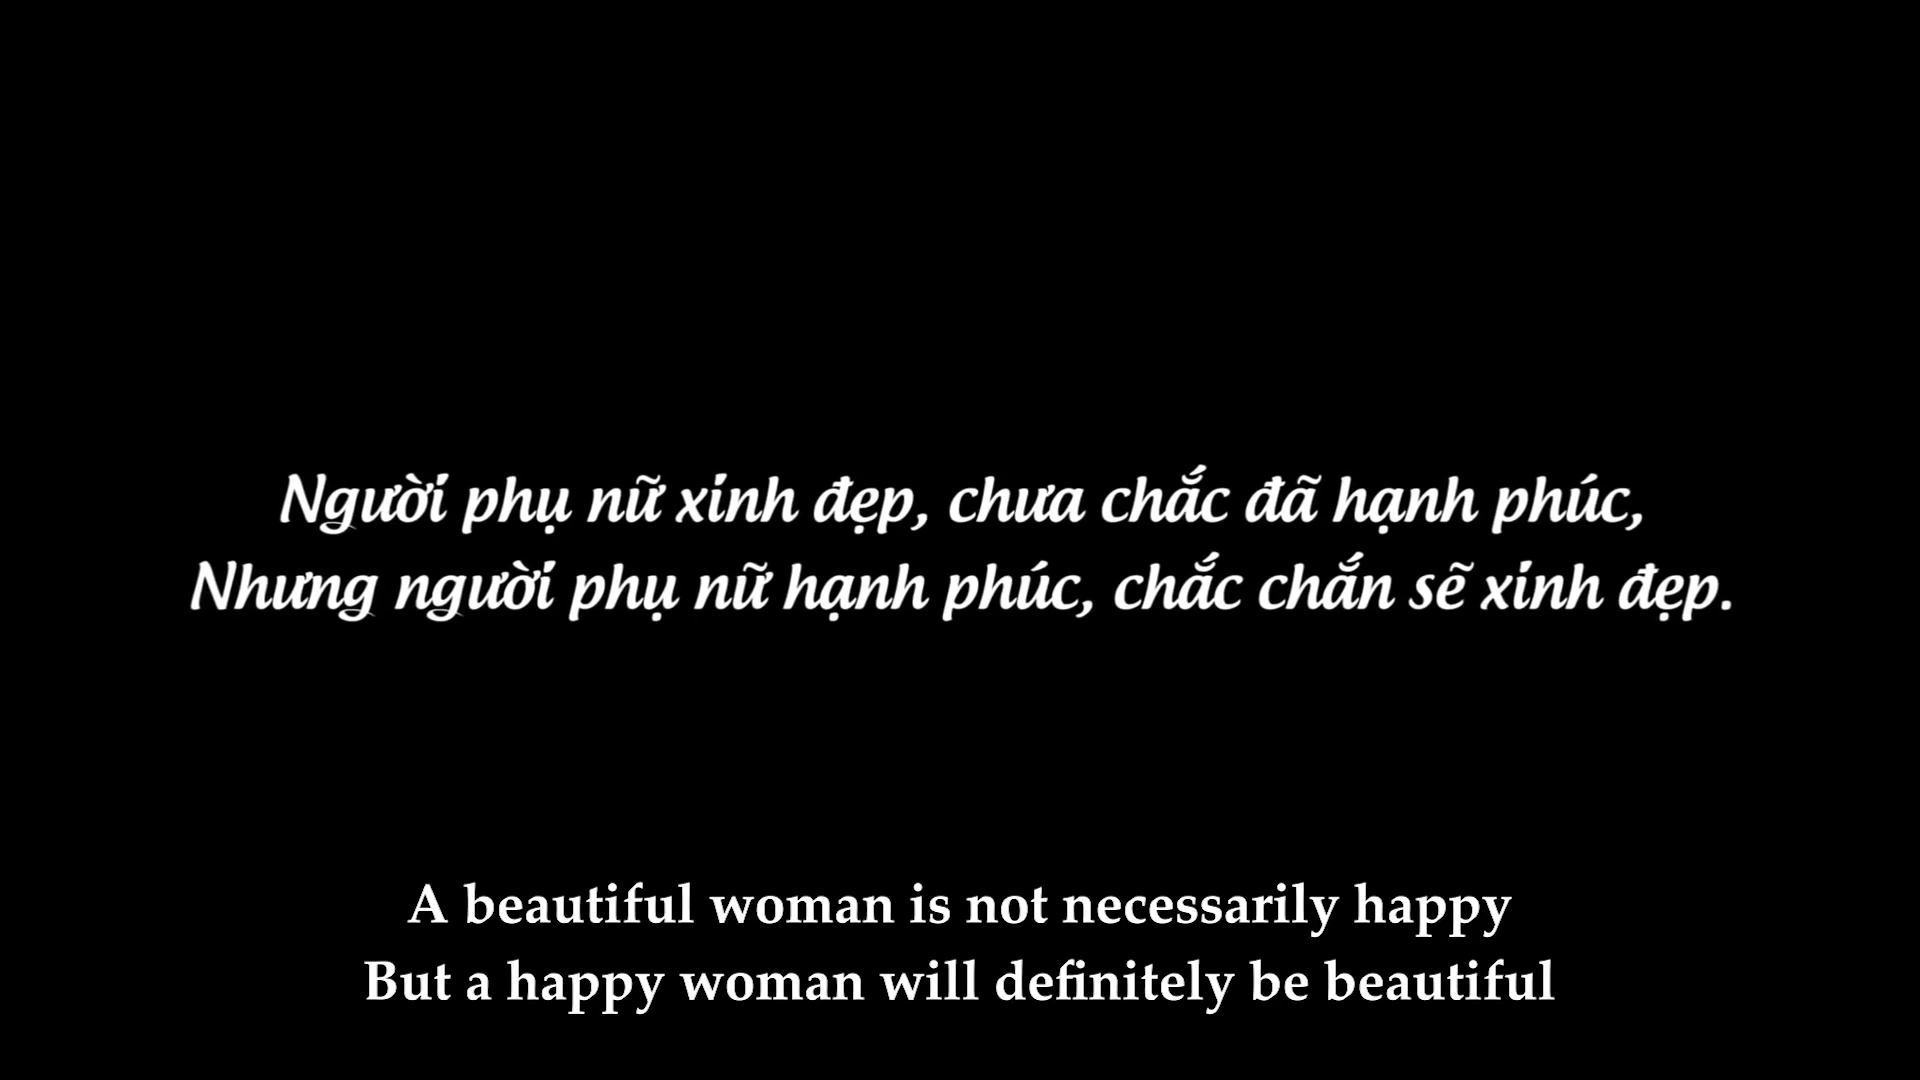 Người phụ nữ xinh đẹp, chưa chắc đã hạnh phúc,
Nhưng người phụ nữ hạnh phúc, chắc chắn sẽ xinh đẹp.
A beautiful woman is not necessarily happy
But a happy woman will definitely be beautiful